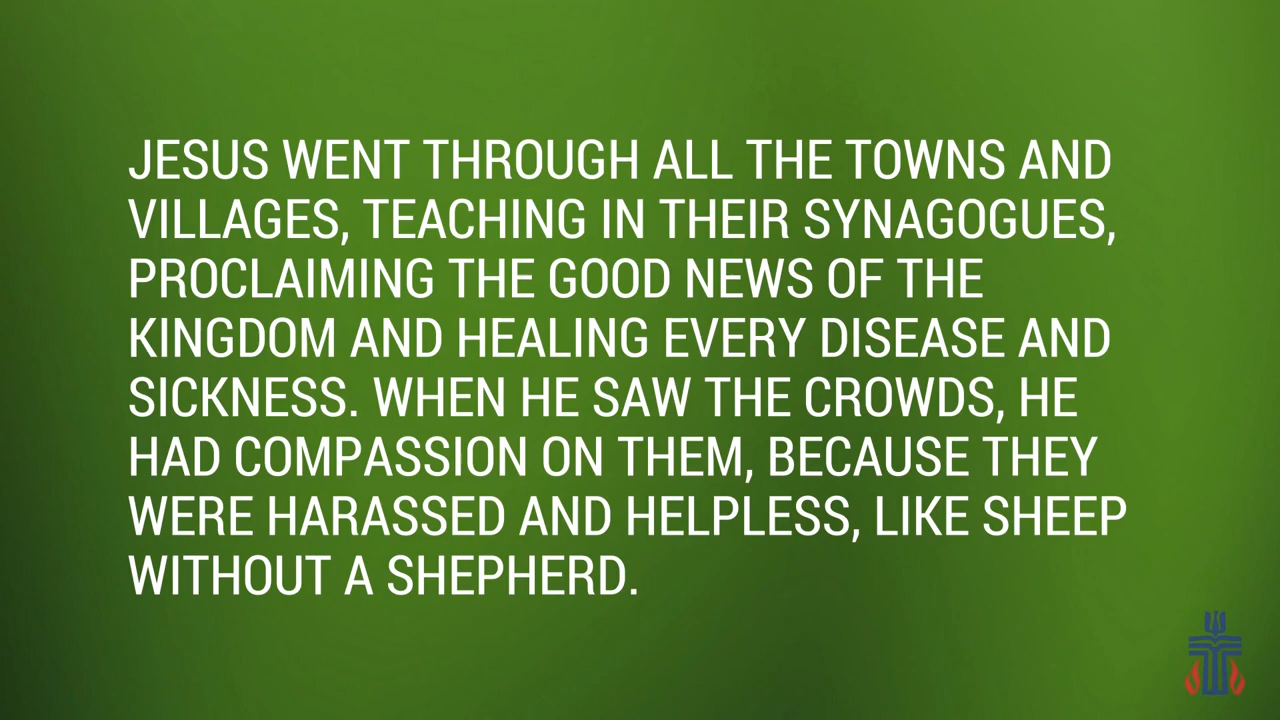 JESUS WENT THROUGH ALL THE TOWNS AND
VILLAGES, TEACHING IN THEIR SYNAGOGUES,
PROCLAIMING THE GOOD NEWS OF THE
KINGDOM AND HEALING EVERY DISEASE AND
SICKNESS. WHEN HE SAW THE CROWDS, HE
HAD COMPASSION ON THEM, BECAUSE THEY
WERE HARASSED AND HELPLESS, LIKE SHEEP
WITHOUT A SHEPHERD.